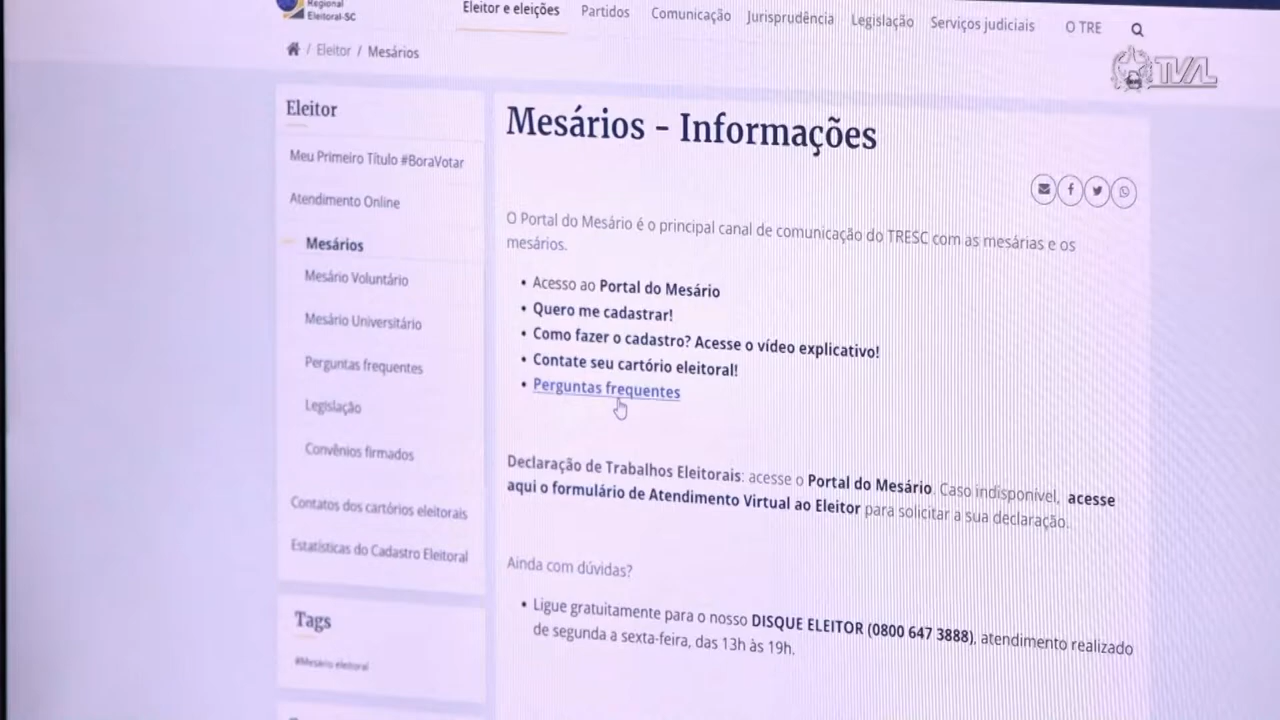 Regional
Eleitoral-SC
Eleitor e eleições Partidos Comunicação Jurisprudência Legislação Serviços judiciais O TRE
/ Eleitor / Mesários
TVAL
Eleitor
Meu Primeiro Título #BoraVotar
Atendimento Online
Mesários
Mesário Voluntário
Mesário Universitário
Perguntas frequentes
Legislação
Convênios firmados
Contatos dos cartórios eleitorais
Estatísticas do Cadastro Eleitoral
Tags
#Mesário eleitoral
Mesários - Informações
O Portal do Mesário é o principal canal de comunicação do TRESC com as mesárias e os
mesários.
• Acesso ao Portal do Mesário
• Quero me cadastrar!
• Como fazer o cadastro? Acesse o vídeo explicativo!
• Contate seu cartório eleitoral!
• Perguntas frequentes
Declaração de Trabalhos Eleitorais: acesse o Portal do Mesário. Caso indisponível, acesse
aqui o formulário de Atendimento Virtual ao Eleitor para solicitar a sua declaração.
Ainda com dúvidas?
• Ligue gratuitamente para o nosso DISQUE ELEITOR (0800 647 3888), atendimento realizado
de segunda a sexta-feira, das 13h às 19h.